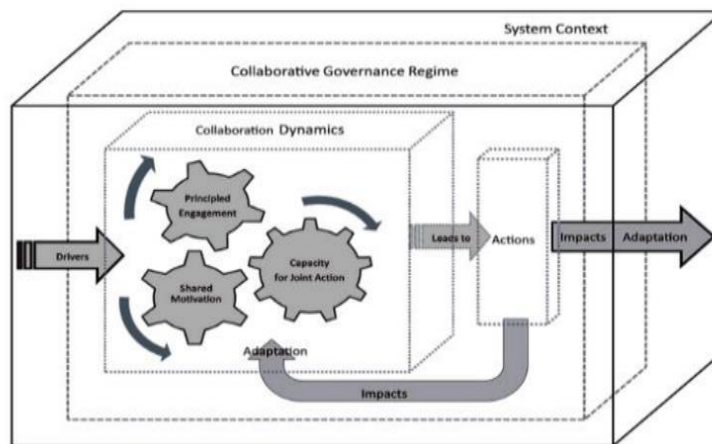 System Context
Collaborative Governance Regime
Collaboration Dynamics
Principled
Engagement
Drivers
Shared
Motivation
Capacity
for Joint Action
Leads to
Actions
Impacts
Adaptation
Adaptation
Impacts